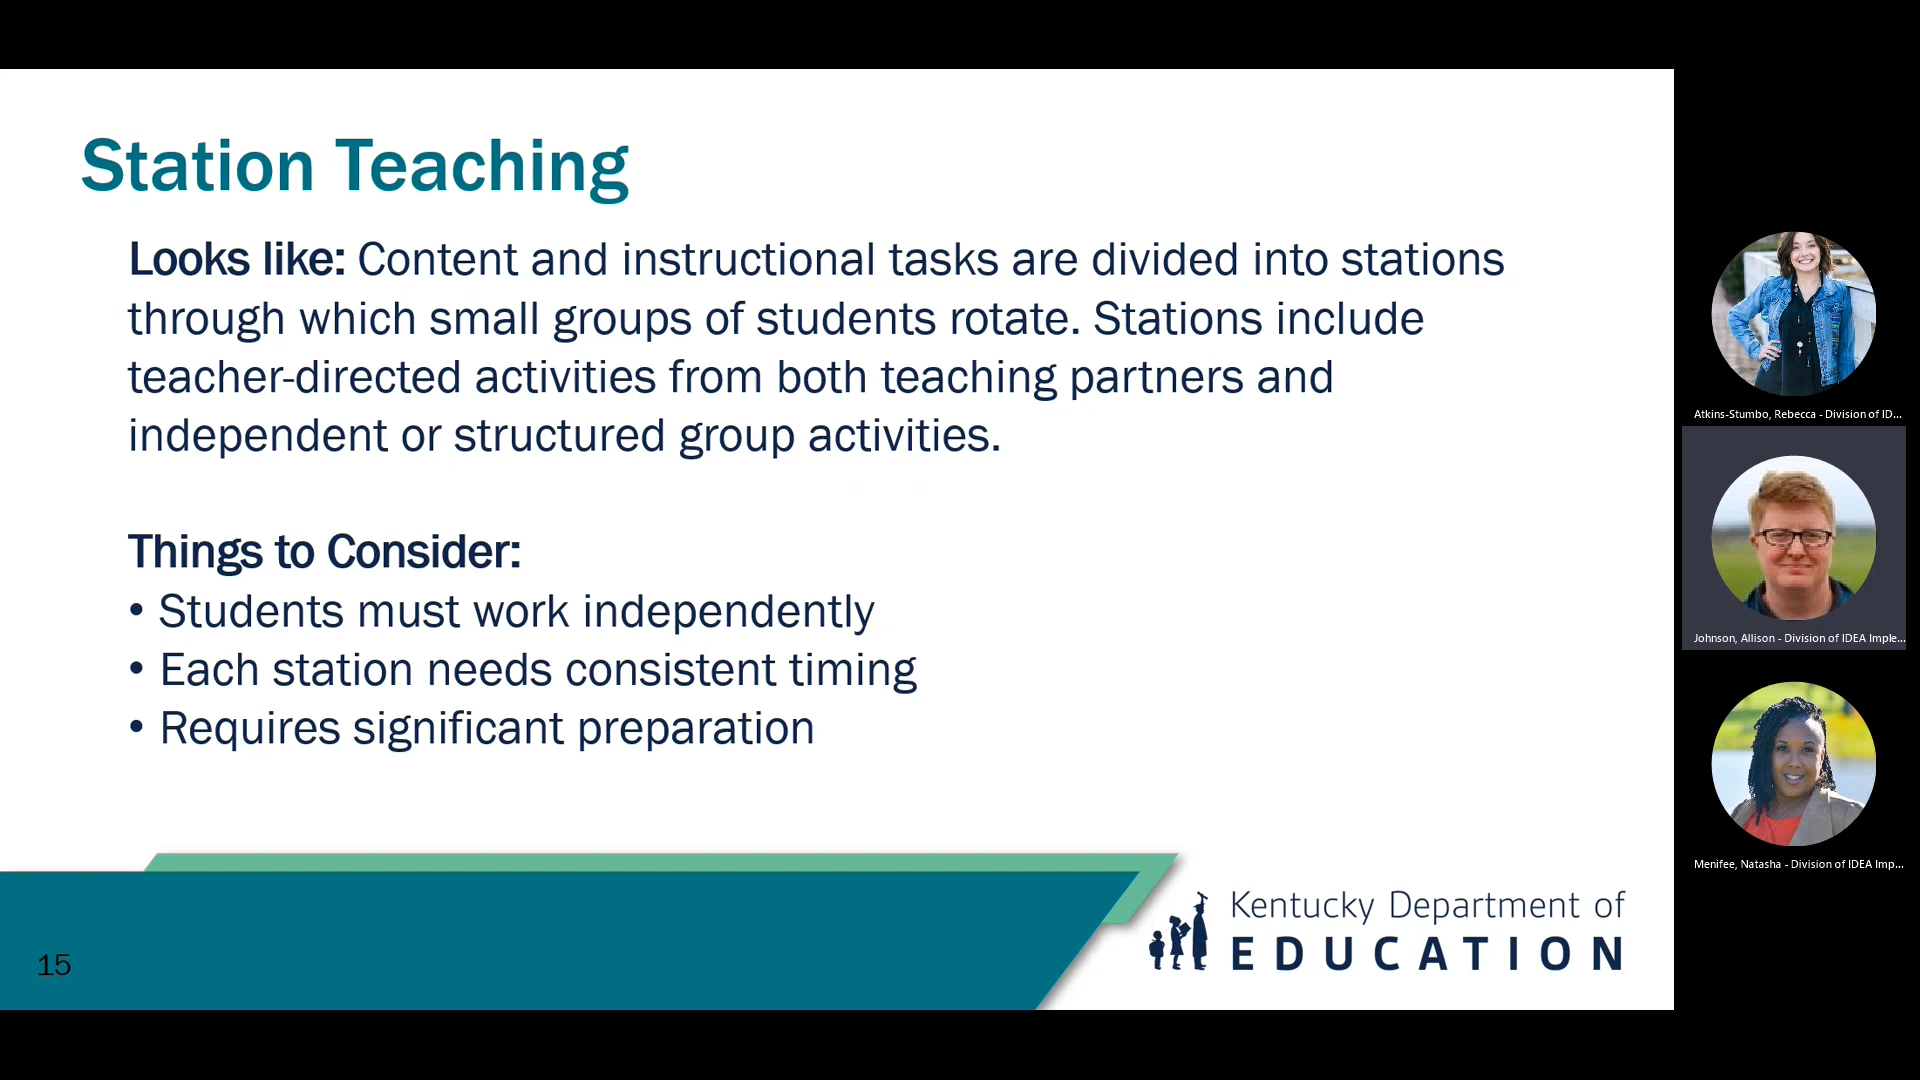 Station Teaching
Looks like: Content and instructional tasks are divided into stations
through which small groups of students rotate. Stations include
teacher-directed activities from both teaching partners and
independent or structured group activities.
Things to Consider:
• Students must work independently
• Each station needs consistent timing
• Requires significant preparation
15
Kentucky Department of
EDUCATION
Atkins-Stumbo, Rebecca - Division of ID...
Johnson, Allison - Division of IDEA Imple...
Menifee, Natasha - Division of IDEA Imp...